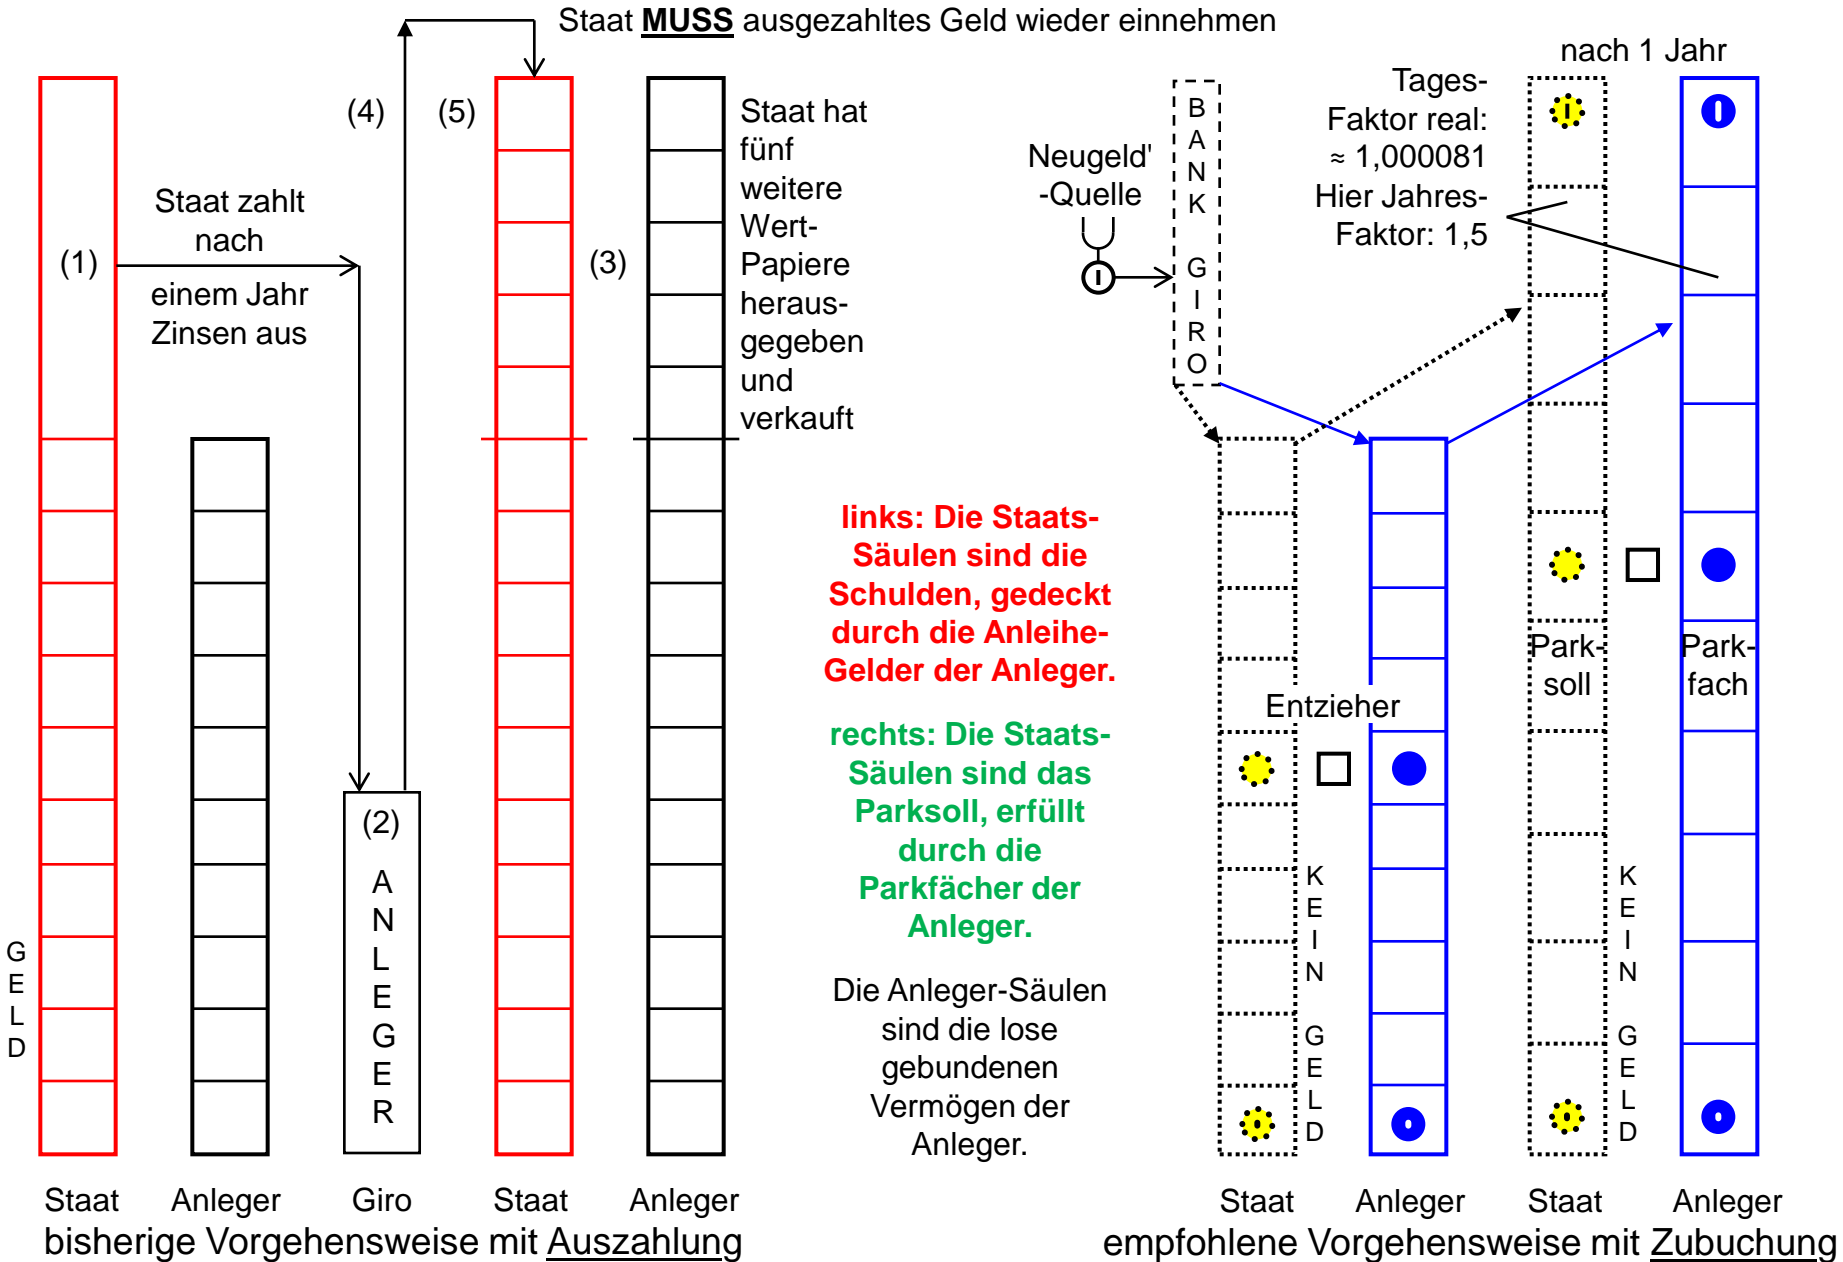 Staat MUSS ausgezahltes Geld wieder einnehmen
(1)
Staat zahlt
nach
einem Jahr
Zinsen aus
(4)
(5)
(3)
Staat hat
fünf
weitere
Wert-
Papiere
heraus-
gegeben
und
verkauft
(2)
ANLEGER
GELD
links: Die Staats-
Säulen sind die
Schulden, gedeckt
durch die Anleihe-
Gelder der Anleger.
rechts: Die Staats-
Säulen sind das
Parksoll, erfüllt
durch die
Parkfächer der
Anleger.
Die Anleger-Säulen
sind die lose
gebundenen
Vermögen der
Anleger.
Neugeld'
-Quelle
I
BANK GIRO
Tages-
Faktor real:
≈ 1,000081
Hier Jahres-
Faktor: 1,5
nach 1 Jahr
I
I
Park-
soll
Park-
fach
Entzieher
KEIN GELD
KEIN GELD
Staat
Anleger
Giro
Staat
Anleger
Staat
Anleger
Staat
Anleger
bisherige Vorgehensweise mit Auszahlung
empfohlene Vorgehensweise mit Zubuchung